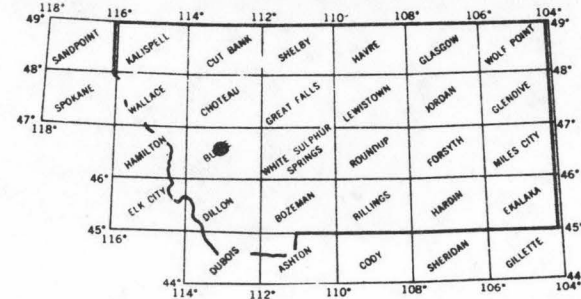 118° 116° 114° 112° 110° 108° 106° 104°
49° 49°
SANDPOINT KALISPELL CUT BANK SHELBY HAVRE GLASGOW WOLF POINT
48° 48°
SPOKANE WALLACE CHOTEAU GREAT FALLS LEWISTOWN JORDAN GLENDIVE
47° 47°
118°
HAMILTON WHITE SULPHUR SPRINGS ROUNDUP FORSYTH MILES CITY
46° 46°
ELK CITY DILLON BOZEMAN RILLINGS HARDIN EKALAKA
45° 45°
116°
DUBOIS ASHTON CODY SHERIDAN GILLETTE
44° 44°
114° 112° 110° 108° 106° 104°